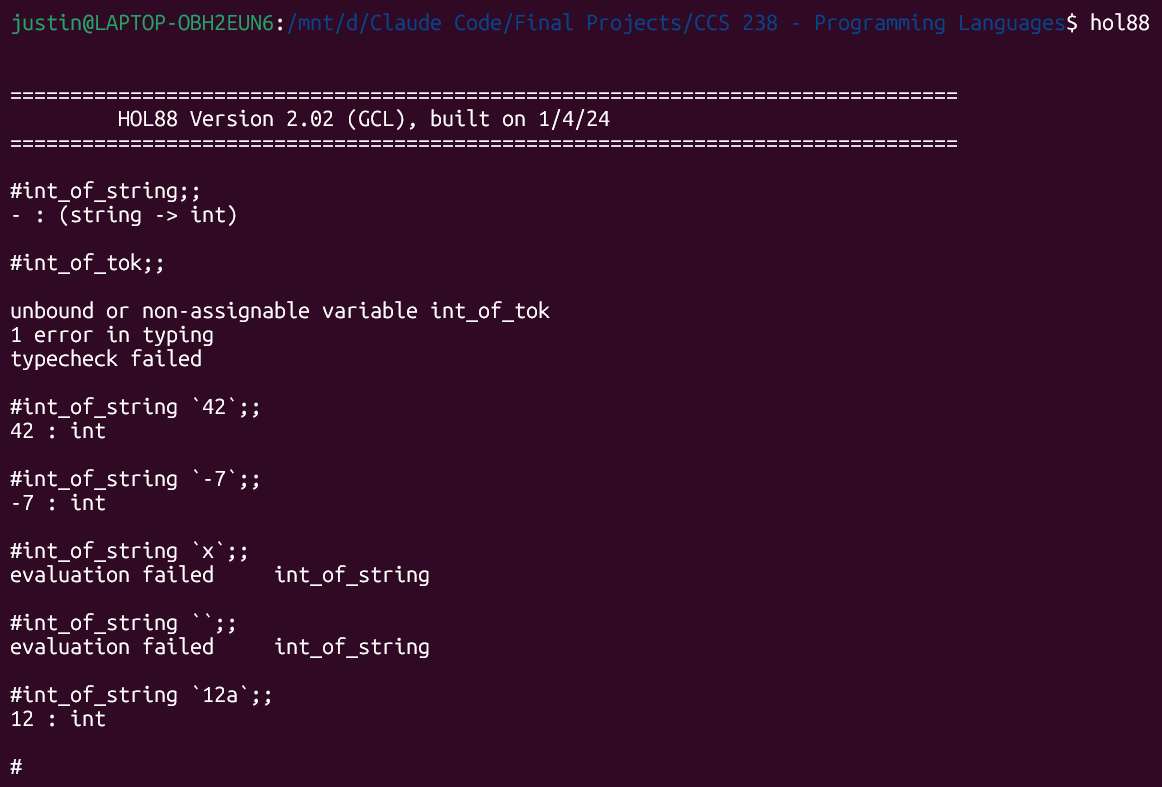 justin@LAPTOP-OBH2EUN6:/mnt/d/Claude Code/Final Projects/CCS 238 - Programming Languages$ hol88
===============================================================================
HOL88 Version 2.02 (GCL), built on 1/4/24
===============================================================================
#int_of_string;;
- : (string -> int)
#int_of_tok;;
unbound or non-assignable variable int_of_tok
1 error in typing
typecheck failed
#int_of_string `42`;;
42 : int
#int_of_string `-7`;;
-7 : int
#int_of_string `x`;;
evaluation failed     int_of_string
#int_of_string ``;;
evaluation failed     int_of_string
#int_of_string `12a`;;
12 : int
#